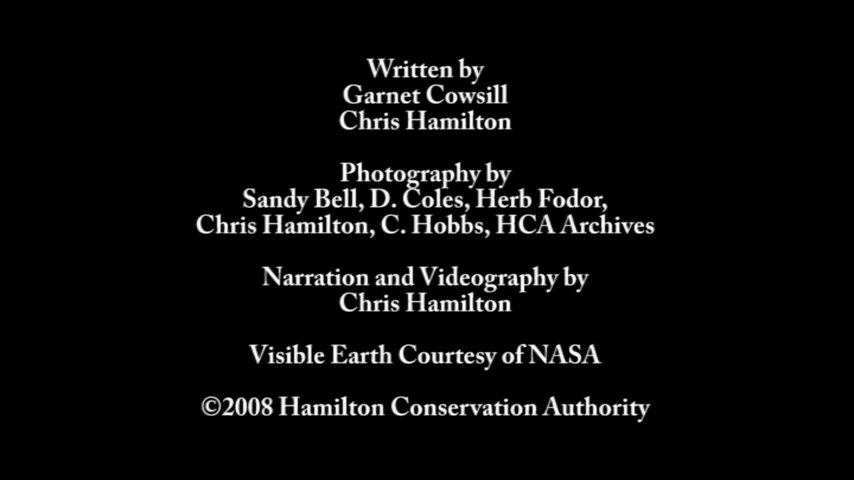 Written by
Garnet Cowsill
Chris Hamilton
Photography by
Sandy Bell, D. Coles, Herb Fodor,
Chris Hamilton, C. Hobbs, HCA Archives
Narration and Videography by
Chris Hamilton
Visible Earth Courtesy of NASA
©2008 Hamilton Conservation Authority